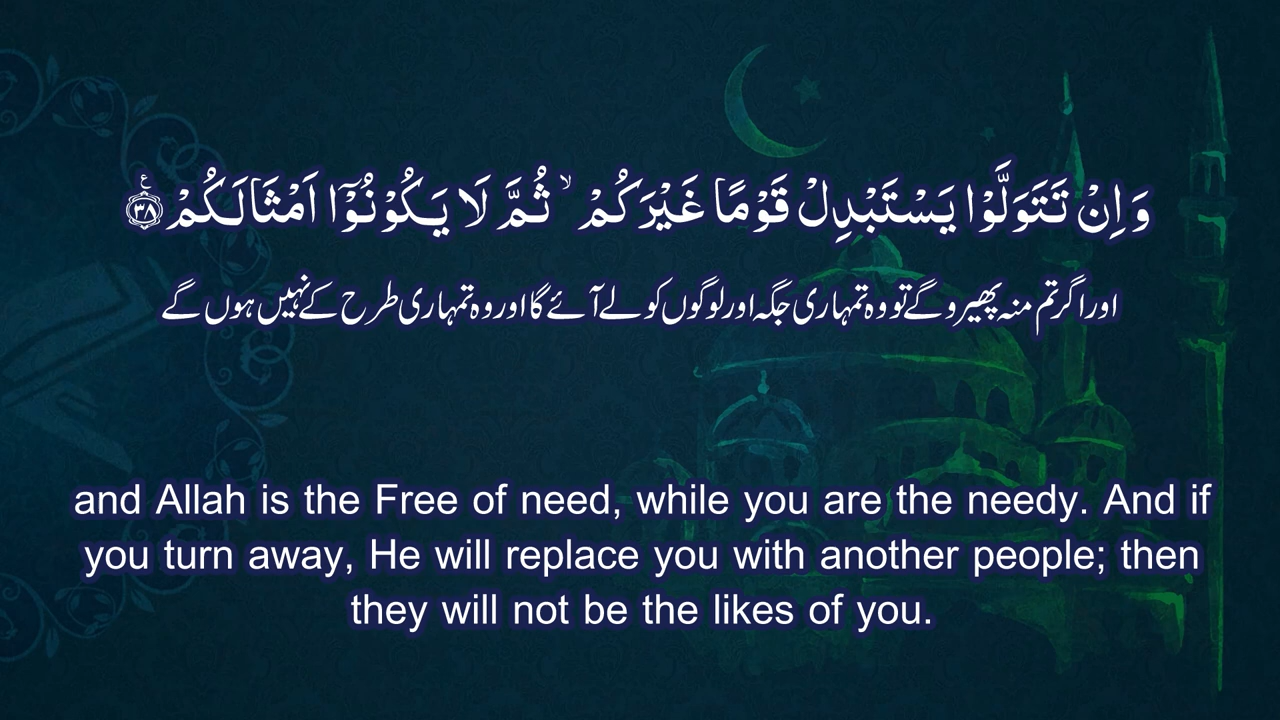 وَاِنْ تَتَوَلَّوْا يَسْتَبْدِلْ قَوْمًا غَيْرَكُمْ ۙ ثُمَّ لَا يَكُوْنُوْۤا اَمْثَالَكُمْ ﴿٣٨﴾ ع
اور اگر تم منہ پھیرو گے تو وہ تمہاری جگہ اور لوگوں کو لے آئے گا اور وہ تمہاری طرح کے نہیں ہوں گے
and Allah is the Free of need, while you are the needy. And if
you turn away, He will replace you with another people; then
they will not be the likes of you.